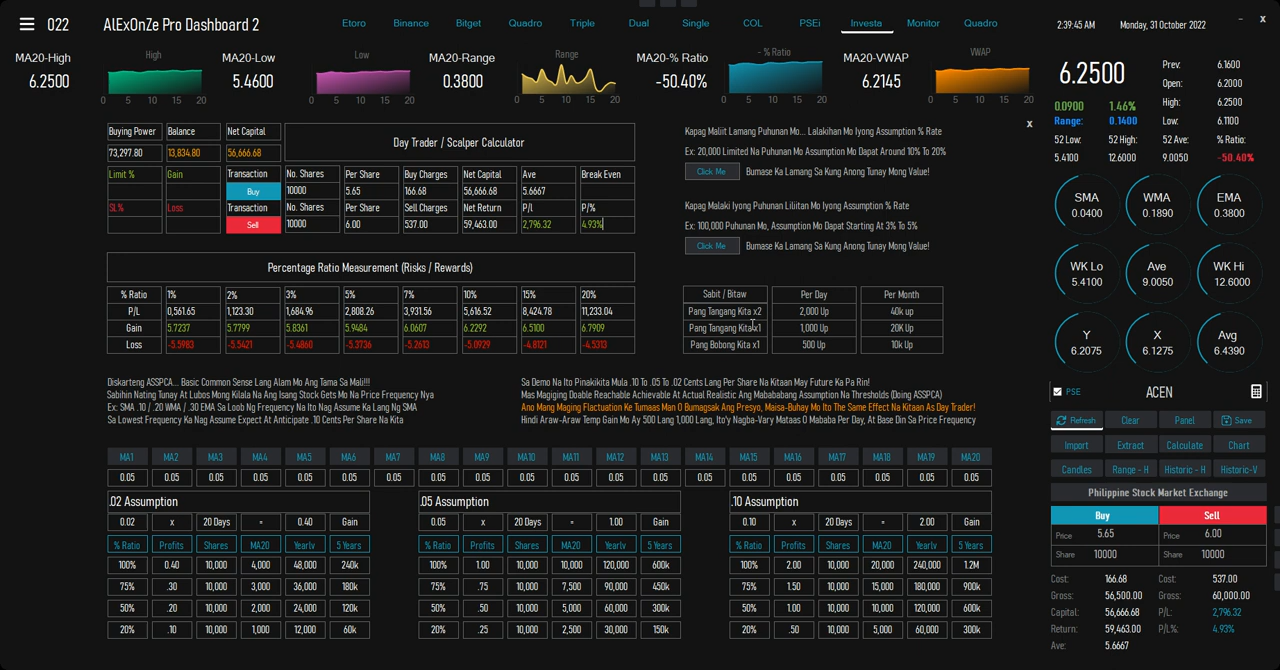 022 AlExOnZe Pro Dashboard 2
Etoro Binance Bitget Quadro Triple Dual Single COL PSEi Investa Monitor Quadro
2:39:45 AM Monday, 31 October 2022 – x
MA20-High
6.2500
High
0 5 10 15 20
MA20-Low
5.4600
Low
0 5 10 15 20
MA20-Range
0.3800
Range
0 5 10 15 20
MA20-% Ratio
-50.40%
- % Ratio
0 5 10 15 20
MA20-VWAP
6.2145
VWAP
0 5 10 15 20
6.2500
0.0900 1.46%
Range: 0.1400
Prev: 6.1600
Open: 6.2000
High: 6.2500
Low: 6.1100
52 Low: 52 High: 52 Ave: % Ratio:
5.4100 12.6000 9.0050 -50.40%
Buying Power Balance Net Capital
73,297.80 13,834.80 56,666.68
Day Trader / Scalper Calculator
Limit % Gain Transaction No. Shares Per Share Buy Charges Net Capital Ave Break Even
Buy 10000 5.65 166.68 56,666.68 5.6667
SL% Loss Transaction No. Shares Per Share Sell Charges Net Return P/L P/%
Sell 10000 6.00 537.00 59,463.00 2,796.32 4.93%
x
Kapag Maliit Lamang Puhunan Mo... Lalakihan Mo Iyong Assumption % Rate
Ex: 20,000 Limited Na Puhunan Mo Assumption Mo Dapat Around 10% To 20%
Click Me Bumase Ka Lamang Sa Kung Anong Tunay Mong Value!
Kapag Malaki Iyong Puhunan Liliitan Mo Iyong Assumption % Rate
Ex: 100,000 Puhunan Mo, Assumption Mo Dapat Starting At 3% To 5%
Click Me Bumase Ka Lamang Sa Kung Anong Tunay Mong Value!
Percentage Ratio Measurement (Risks / Rewards)
% Ratio 1% 2% 3% 5% 7% 10% 15% 20%
P/L 0,561.65 1,123.30 1,684.96 2,808.26 3,931.56 5,616.52 8,424.78 11,233.04
Gain 5.7237 5.7799 5.8361 5.9484 6.0607 6.2292 6.5100 6.7909
Loss -5.5983 -5.5421 -5.4860 -5.3736 -5.2613 -5.0929 -4.8121 -4.5313
Sabit / Bitaw Per Day Per Month
Pang Tangang Kita x2 2,000 Up 40k up
Pang Tangang Kita x1 1,000 Up 20K Up
Pang Bobong Kita x1 500 Up 10k Up
SMA WMA EMA
0.0400 0.1890 0.3800
WK Lo Ave WK Hi
5.4100 9.0050 12.6000
Y X Avg
6.2075 6.1275 6.4390
Diskarteng ASSPCA... Basic Common Sense Lang Alam Mo Ang Tama Sa Mali!!!
Sabihin Nating At Lubos Mong Kilala Na Ang Isang Stock Gets Mo Na Price Frequency Nya
Ex: SMA .10 / .20 WMA / .30 EMA Sa Loob Ng Frequency Na Ito Nag Assume Ka Lang Ng SMA
Sa Lowest Frequency Ka Nag Assume Expect At Anticipate .10 Cents Per Share Na Kita
Sa Demo Na Ito Pinakikita Mula .10 To .05 To .02 Cents Lang Per Share Na Kitaan May Future Ka Pa Rin!
Mas Magiging Doable Reachable Achievable At Actual Realistic Ang Mabababang Assumption Na Thresholds (Doing ASSPCA)
Ano Mang Maging Flactuation Ke Tumaas Man O Bumagsak Ang Presyo, Maisa-Buhay Mo Ito The Same Effect Na Kitaan As Day Trader!
Hindi Araw-Araw Temp Gain Mo Ay 500 Lang 1,000 Lang, Ito'y Nagba-Vary Mataas O Mababa Per Day, At Base Din Sa Price Frequency
PSE ACEN
Refresh Clear Panel Save
Import Extract Calculate Chart
Candles Range - H Historic - H Historic-V
MA1 MA2 MA3 MA4 MA5 MA6 MA7 MA8 MA9 MA10 MA11 MA12 MA13 MA14 MA15 MA16 MA17 MA18 MA19 MA20
0.05 0.05 0.05 0.05 0.05 0.05 0.05 0.05 0.05 0.05 0.05 0.05 0.05 0.05 0.05 0.05 0.05 0.05 0.05 0.05
.02 Assumption
0.02 x 20 Days = 0.40 Gain
% Ratio Profits Shares MA20 Yearly 5 Years
100% 0.40 10,000 4,000 48,000 240k
75% .30 10,000 3,000 36,000 180k
50% .20 10,000 2,000 24,000 120k
20% .10 10,000 1,000 12,000 60k
.05 Assumption
0.05 x 20 Days = 1.00 Gain
% Ratio Profits Shares MA20 Yearly 5 Years
100% 1.00 10,000 10,000 120,000 600k
75% .75 10,000 7,500 90,000 450k
50% .50 10,000 5,000 60,000 300k
20% .25 10,000 2,500 30,000 150k
.10 Assumption
0.10 x 20 Days = 2.00 Gain
% Ratio Profits Shares MA20 Yearly 5 Years
100% 2.00 10,000 20,000 240,000 1.2M
75% 1.50 10,000 15,000 180,000 900k
50% 1.00 10,000 10,000 120,000 600k
20% .50 10,000 5,000 60,000 300k
Philippine Stock Market Exchange
Buy Sell
Price 5.65 Price 6.00
Share 10000 Share 10000
Cost: 166.68 Cost: 537.00
Gross: 56,500.00 Gross: 60,000.00
Capital: 56,666.68 P/L: 2,796.32
Return: 59,463.00 P/L%: 4.93%
Ave: 5.6667